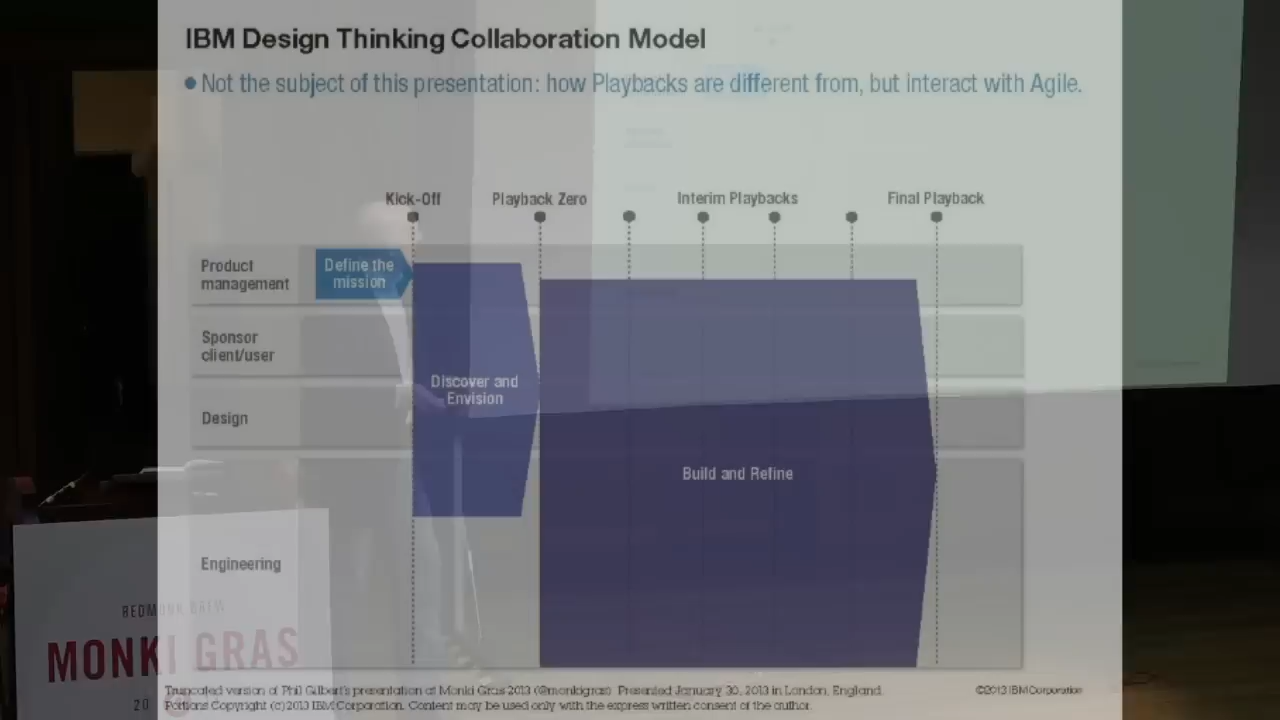 IBM Design Thinking Collaboration Model
Not the subject of this presentation: how Playbacks are different from, but interact with Agile.
Kick-Off
Playback Zero
Interim Playbacks
Final Playback
Product
management
Define the
mission
Sponsor
client/user
Discover and
Envision
Design
Build and Refine
Engineering
REDMONK BREW
MONKI GRAS
20
Truncated version of Phil Gilbert's presentation at Monki Gras 2013 (@monkigras). Presented January 30, 2013 in London, England.
Portions Copyright (c) 2013 IBM Corporation. Content may be used only with the express written consent of the author.
©2013 IBM Corporation